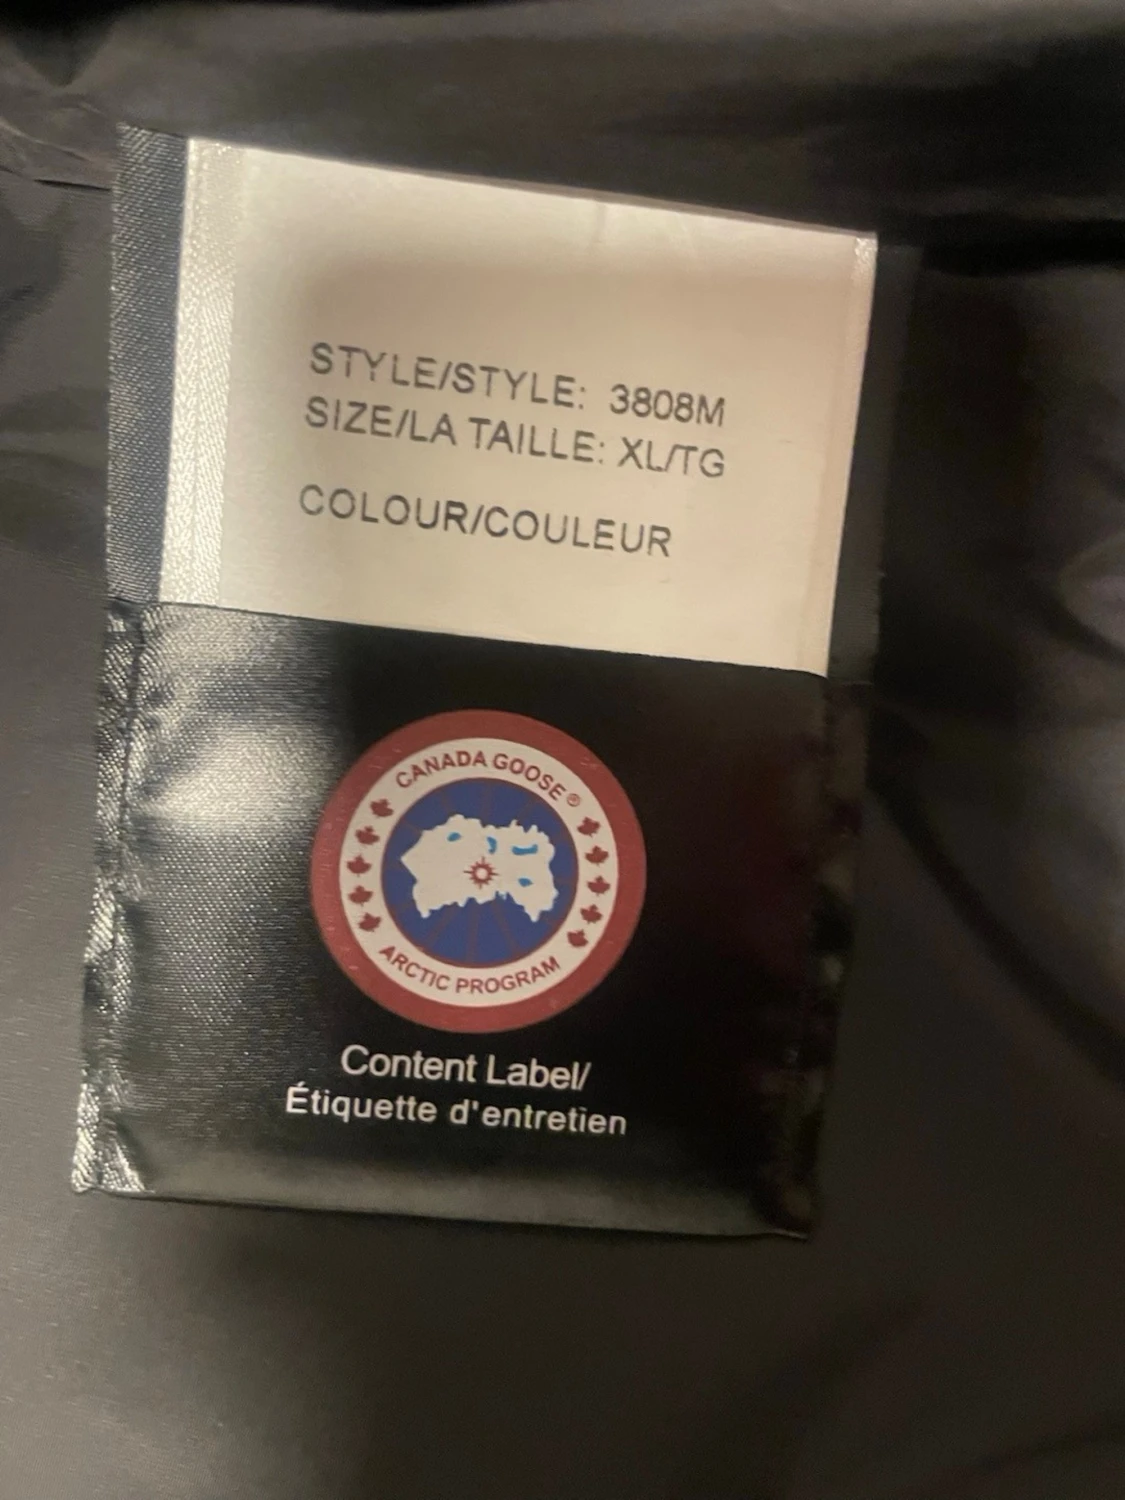 STYLE/STYLE: 3808M
SIZE/LA TAILLE: XL/TG
COLOUR/COULEUR
CANADA GOOSE®
ARCTIC PROGRAM
Content Label/
Étiquette d'entretien